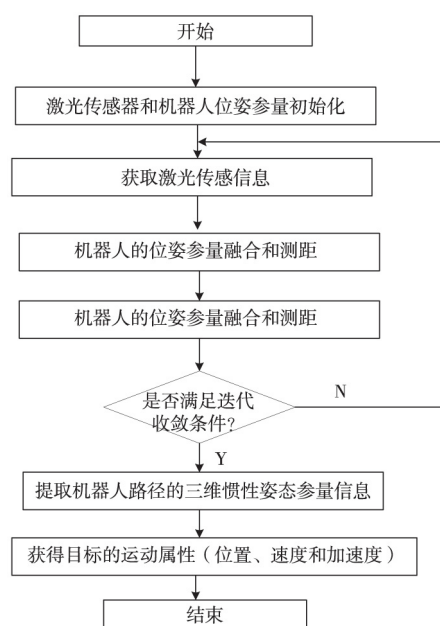 开始
激光传感器和机器人位姿参量初始化
获取激光传感信息
机器人的位姿参量融合和测距
机器人的位姿参量融合和测距
是否满足迭代
收敛条件?
N
Y
提取机器人路径的三维惯性姿态参量信息
获得目标的运动属性（位置、速度和加速度）
结束